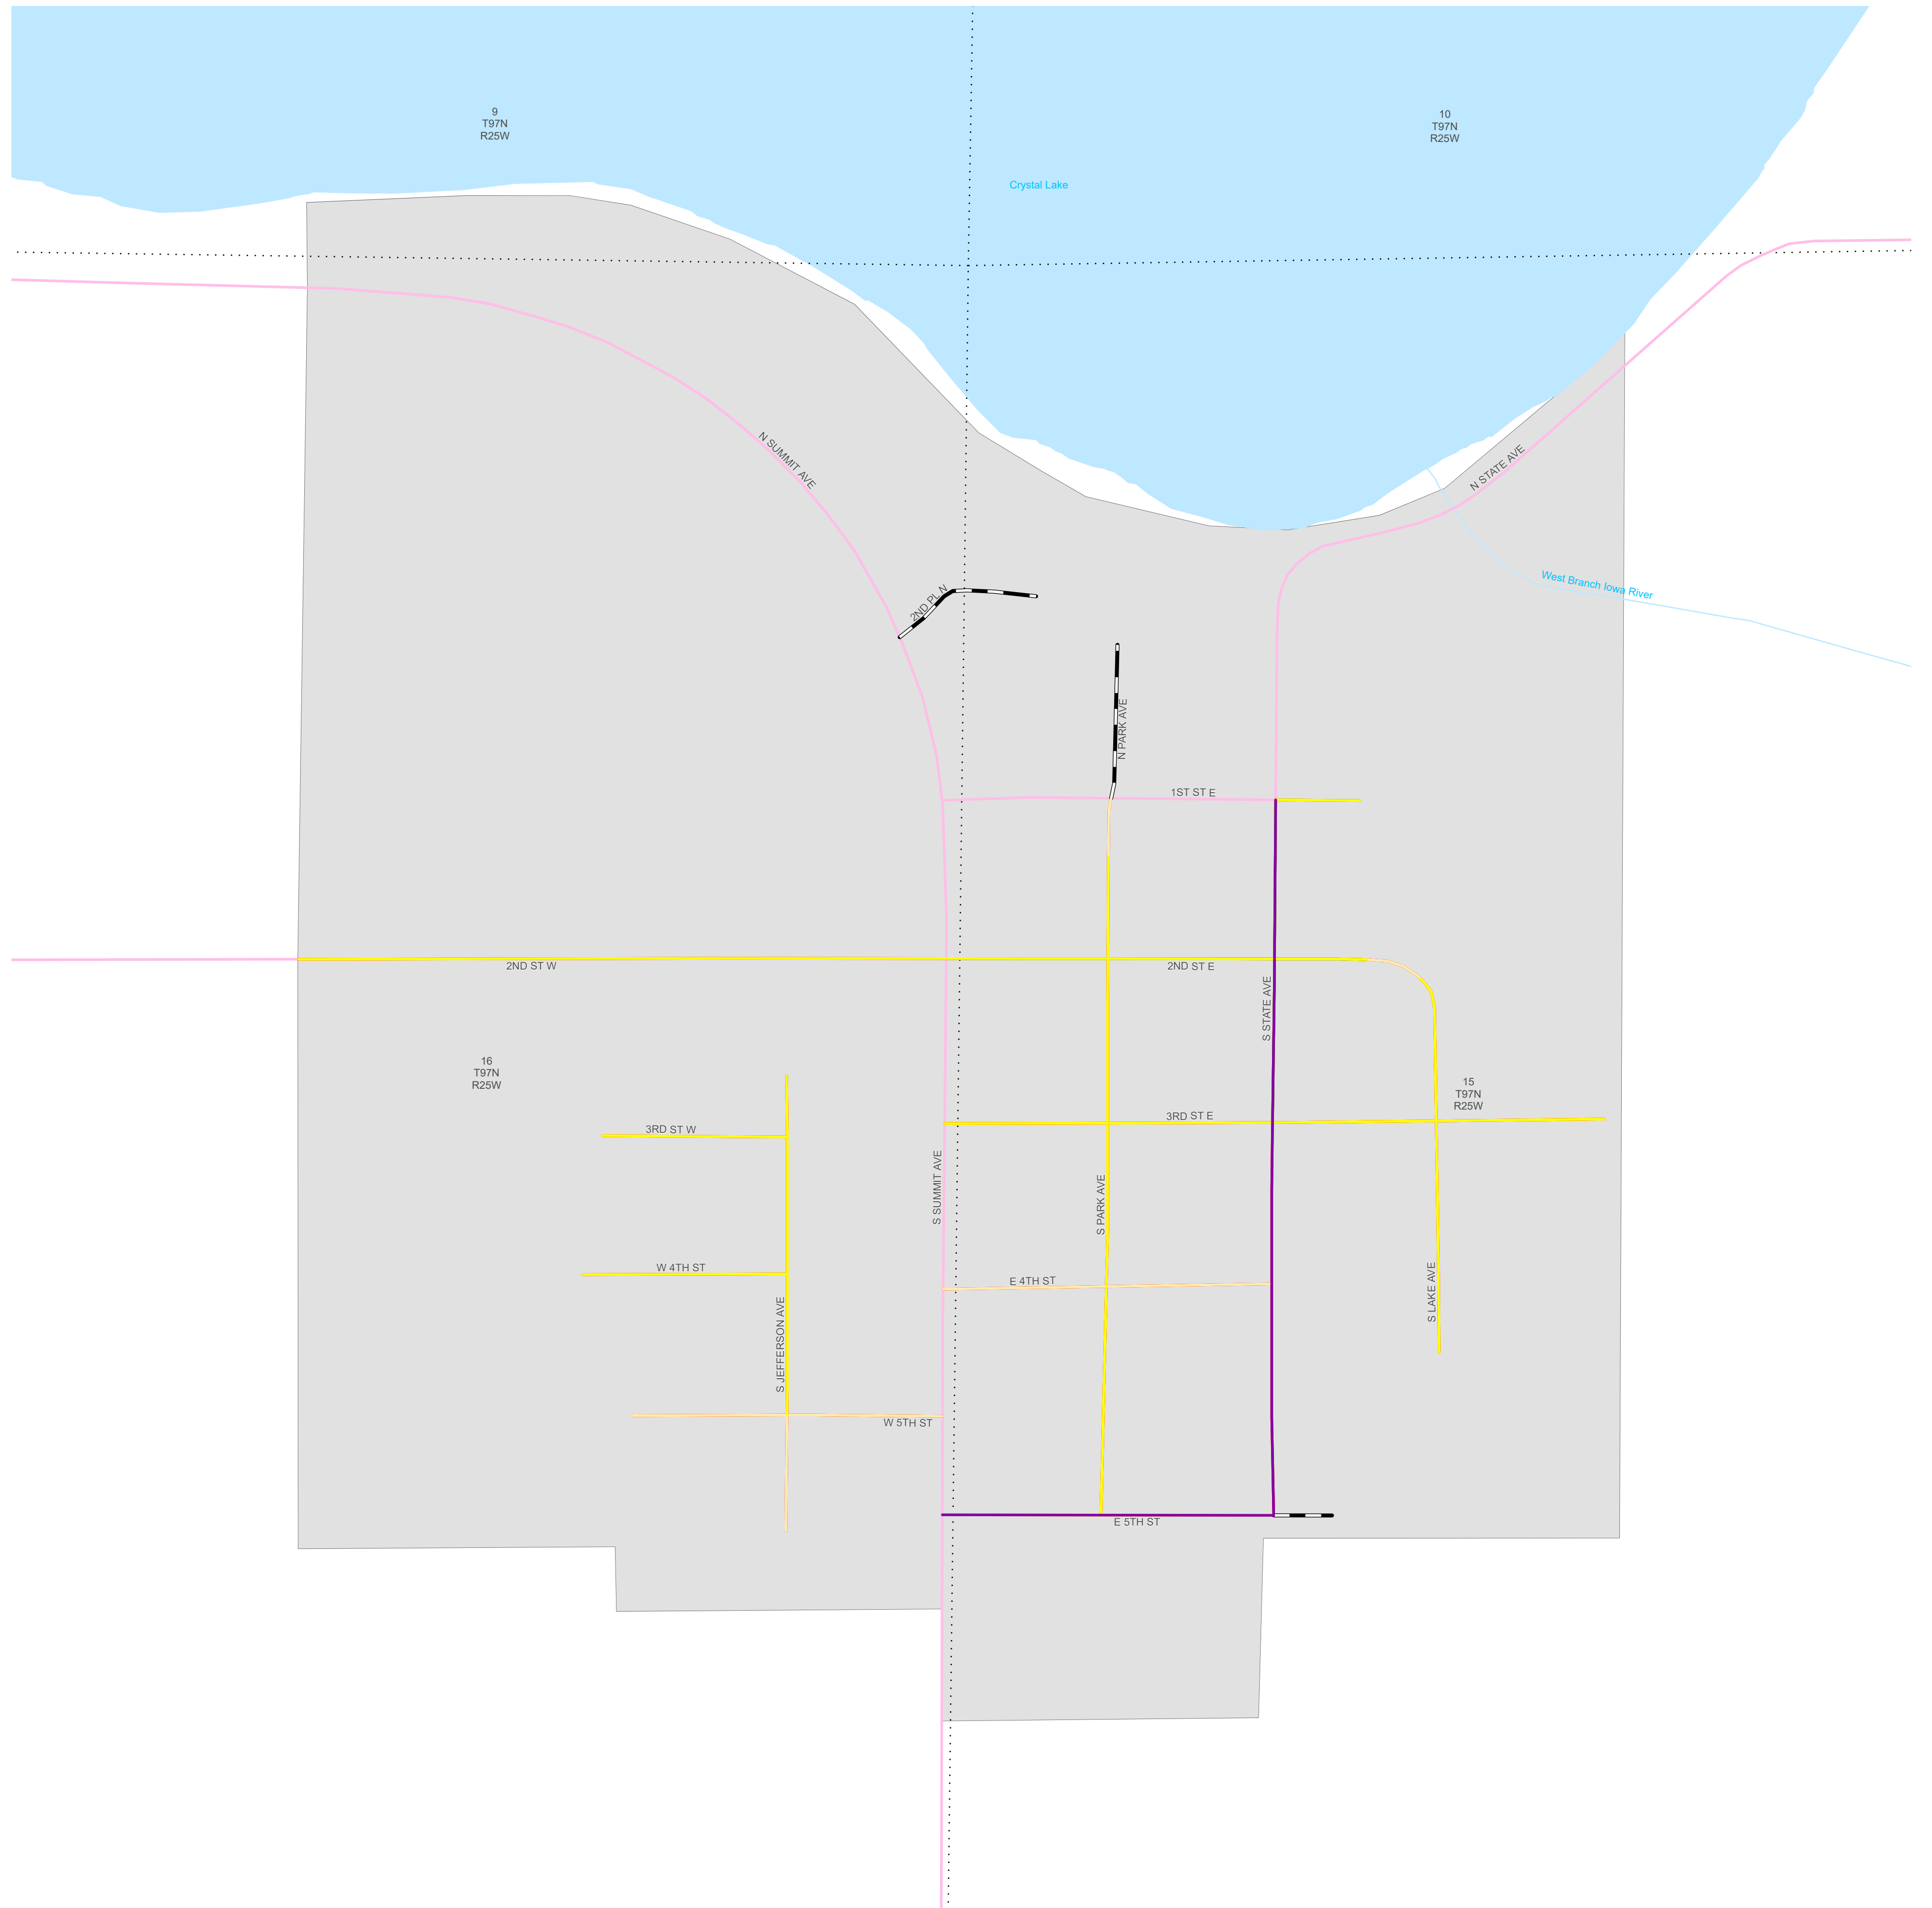 9
T97N
R25W
10
T97N
R25W
Crystal Lake
N SUMMIT AVE
N STATE AVE
2ND PL N
West Branch Iowa River
N PARK AVE
1ST ST E
2ND ST W
2ND ST E
S STATE AVE
16
T97N
R25W
15
T97N
R25W
3RD ST W
3RD ST E
S SUMMIT AVE
S PARK AVE
W 4TH ST
E 4TH ST
S LAKE AVE
S JEFFERSON AVE
W 5TH ST
E 5TH ST